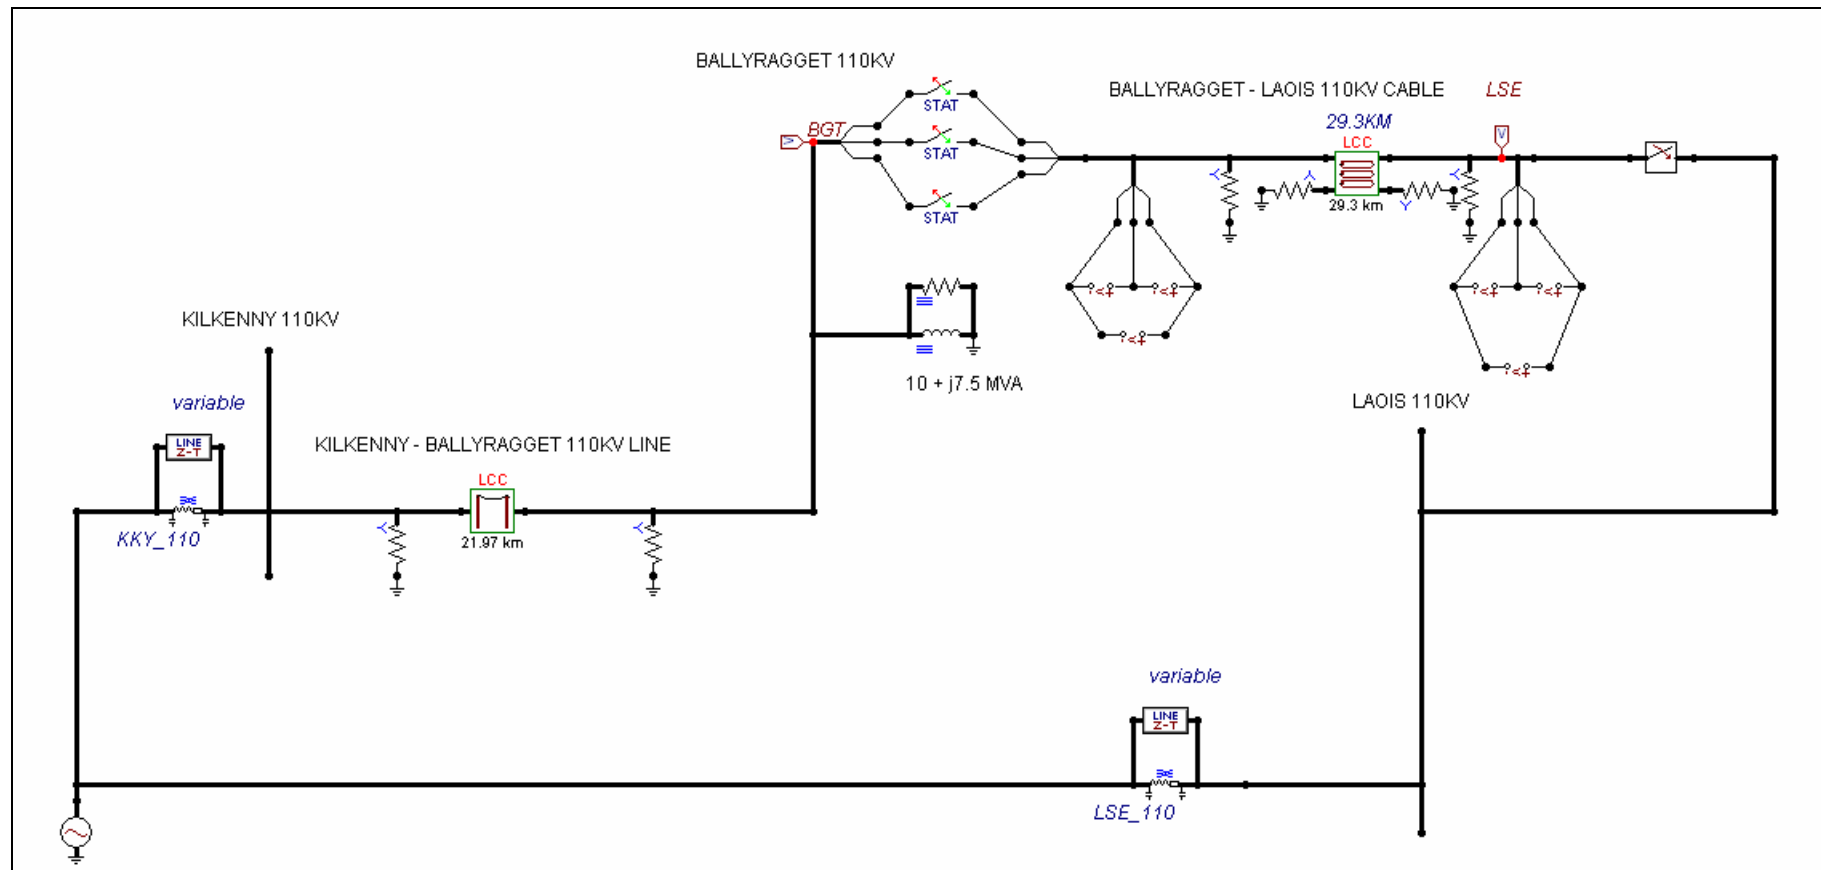 BALLYRAGGET 110KV
BGT
STAT
STAT
STAT
BALLYRAGGET - LAOIS 110KV CABLE
LSE
29.3KM
LCC
V
V
29.3 km
10 + j7.5 MVA
KILKENNY 110KV
variable
LINE
Z-T
KKY_110
KILKENNY - BALLYRAGGET 110KV LINE
LCC
21.97 km
LAOIS 110KV
variable
LINE
Z-T
LSE_110